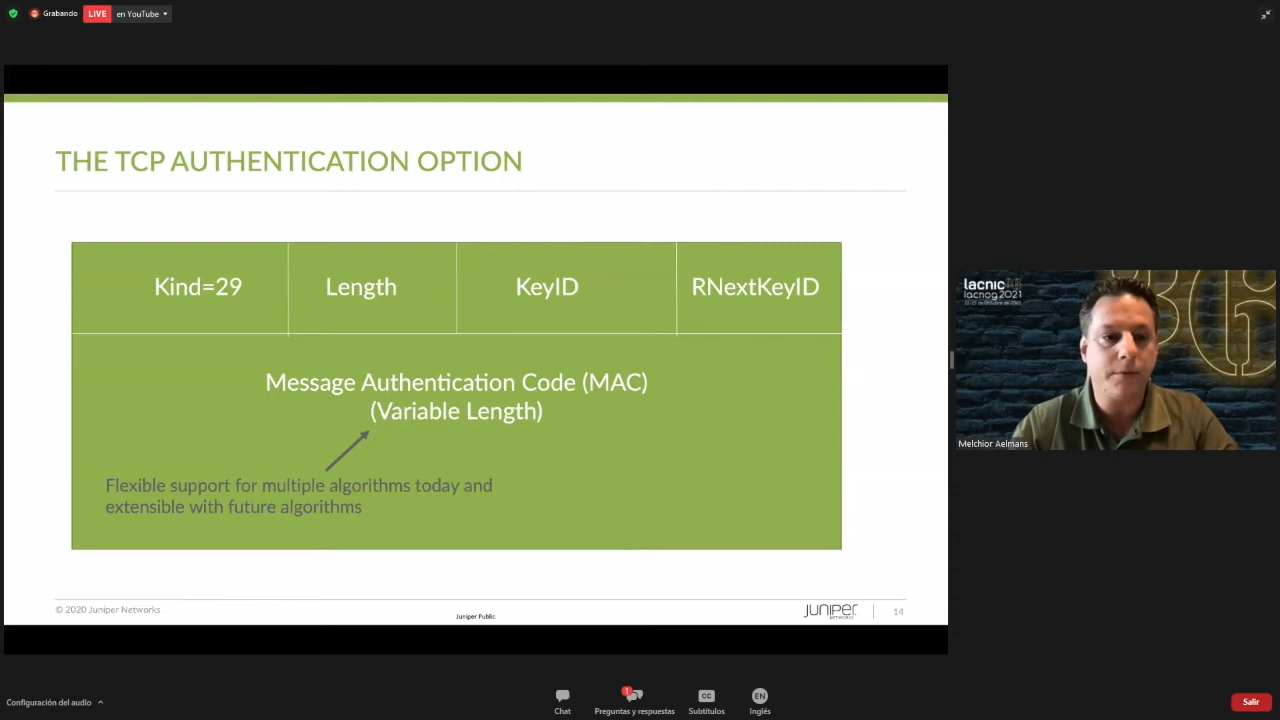 Grabando
LIVE
en YouTube
THE TCP AUTHENTICATION OPTION
Kind=29
Length
KeyID
RNextKeyID
Message Authentication Code (MAC)
(Variable Length)
Flexible support for multiple algorithms today and
extensible with future algorithms
© 2020 Juniper Networks
Juniper Public
JUNIPER
NETWORKS
14
lacnic
lacnog 2021
Melchior Aelmans
Configuración del audio
Chat
1
Preguntas y respuestas
CC
Subtítulos
EN
Inglés
Salir